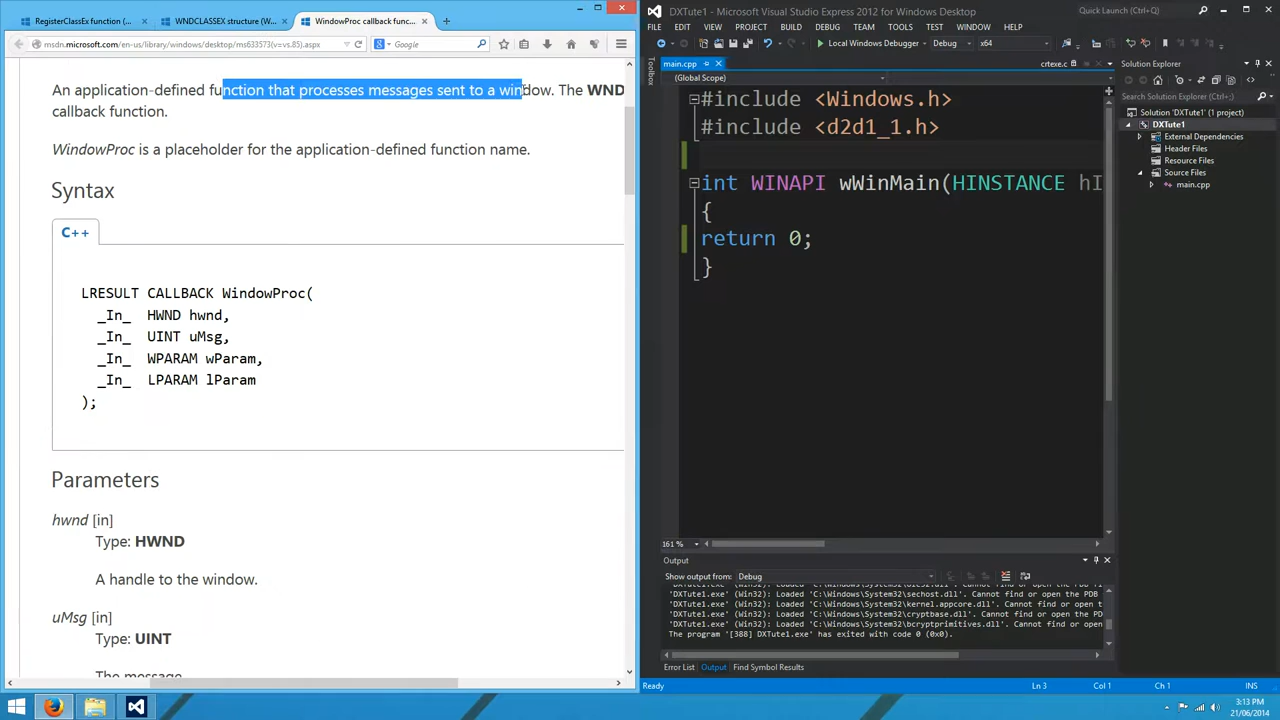 RegisterClassEx function (...
WNDCLASSEX structure (W...
WindowProc callback func...
msdn.microsoft.com/en-us/library/windows/desktop/ms633573(v=vs.85).aspx
Google
An application-defined function that processes messages sent to a window. The WND
callback function.
WindowProc is a placeholder for the application-defined function name.
Syntax
C++
LRESULT CALLBACK WindowProc(
_In_ HWND hwnd,
_In_ UINT uMsg,
_In_ WPARAM wParam,
_In_ LPARAM lParam
);
Parameters
hwnd [in]
Type: HWND
A handle to the window.
uMsg [in]
Type: UINT
The message
DXTute1 - Microsoft Visual Studio Express 2012 for Windows Desktop
Quick Launch (Ctrl+Q)
FILE EDIT VIEW PROJECT BUILD DEBUG TEAM TOOLS TEST WINDOW HELP
Local Windows Debugger Debug x64
Toolbox
main.cpp
crtexe.c
(Global Scope)
#include <Windows.h>
#include <d2d1_1.h>
int WINAPI wWinMain(HINSTANCE hI
{
return 0;
}
161 %
Output
Show output from: Debug
'DXTute1.exe' (Win32): Loaded 'C:\Windows\System32\sechost.dll'. Cannot find or open the PDB
'DXTute1.exe' (Win32): Loaded 'C:\Windows\System32\kernel.appcore.dll'. Cannot find or open t
'DXTute1.exe' (Win32): Loaded 'C:\Windows\System32\cryptbase.dll'. Cannot find or open the PD
'DXTute1.exe' (Win32): Loaded 'C:\Windows\System32\bcryptprimitives.dll'. Cannot find or open
The program '[388] DXTute1.exe' has exited with code 0 (0x0).
Error List Output Find Symbol Results
Ready
Ln 3
Col 1
Ch 1
INS
Solution Explorer
Search Solution Explorer (Ctrl+;)
Solution 'DXTute1' (1 project)
DXTute1
External Dependencies
Header Files
Resource Files
Source Files
main.cpp
3:13 PM
21/06/2014